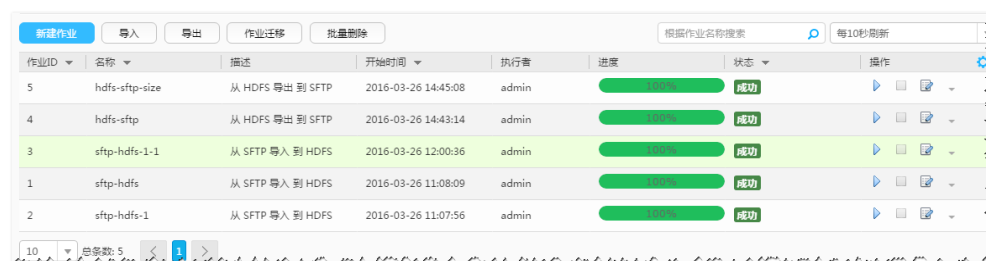 新建作业 导入 导出 作业迁移 批量删除 根据作业名称搜索 每10秒刷新
作业ID 名称 描述 开始时间 执行者 进度 状态 操作
5 hdfs-sftp-size 从 HDFS 导出 到 SFTP 2016-03-26 14:45:08 admin 100% 成功
4 hdfs-sftp 从 HDFS 导出 到 SFTP 2016-03-26 14:43:14 admin 100% 成功
3 sftp-hdfs-1-1 从 SFTP 导入 到 HDFS 2016-03-26 12:00:36 admin 100% 成功
1 sftp-hdfs 从 SFTP 导入 到 HDFS 2016-03-26 11:08:09 admin 100% 成功
2 sftp-hdfs-1 从 SFTP 导入 到 HDFS 2016-03-26 11:07:56 admin 100% 成功
10 总条数: 5 1